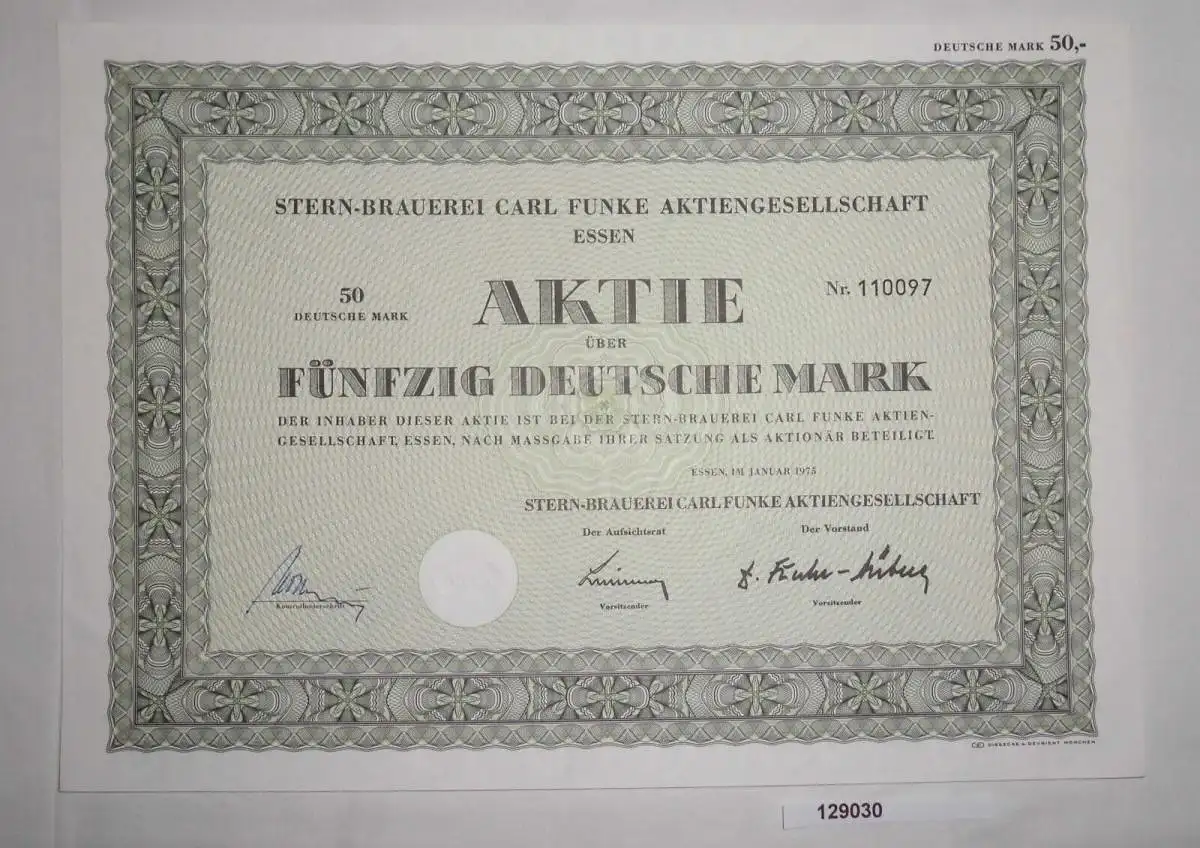 DEUTSCHE MARK 50,-
STERN-BRAUEREI CARL FUNKE AKTIENGESELLSCHAFT
ESSEN
50
DEUTSCHE MARK
AKTIE
Nr. 110097
ÜBER
FÜNFZIG DEUTSCHE MARK
DER INHABER DIESER AKTIE IST BEI DER STERN-BRAUEREI CARL FUNKE AKTIEN-
GESELLSCHAFT, ESSEN, NACH MASSGABE IHRER SATZUNG ALS AKTIONÄR BETEILIGT.
ESSEN, IM JANUAR 1975
STERN-BRAUEREI CARL FUNKE AKTIENGESELLSCHAFT
Der Aufsichtsrat
Der Vorstand
Kontrollunterschrift
Vorsitzender
Vorsitzender
GIESECKE & DEVRIENT MÜNCHEN
129030